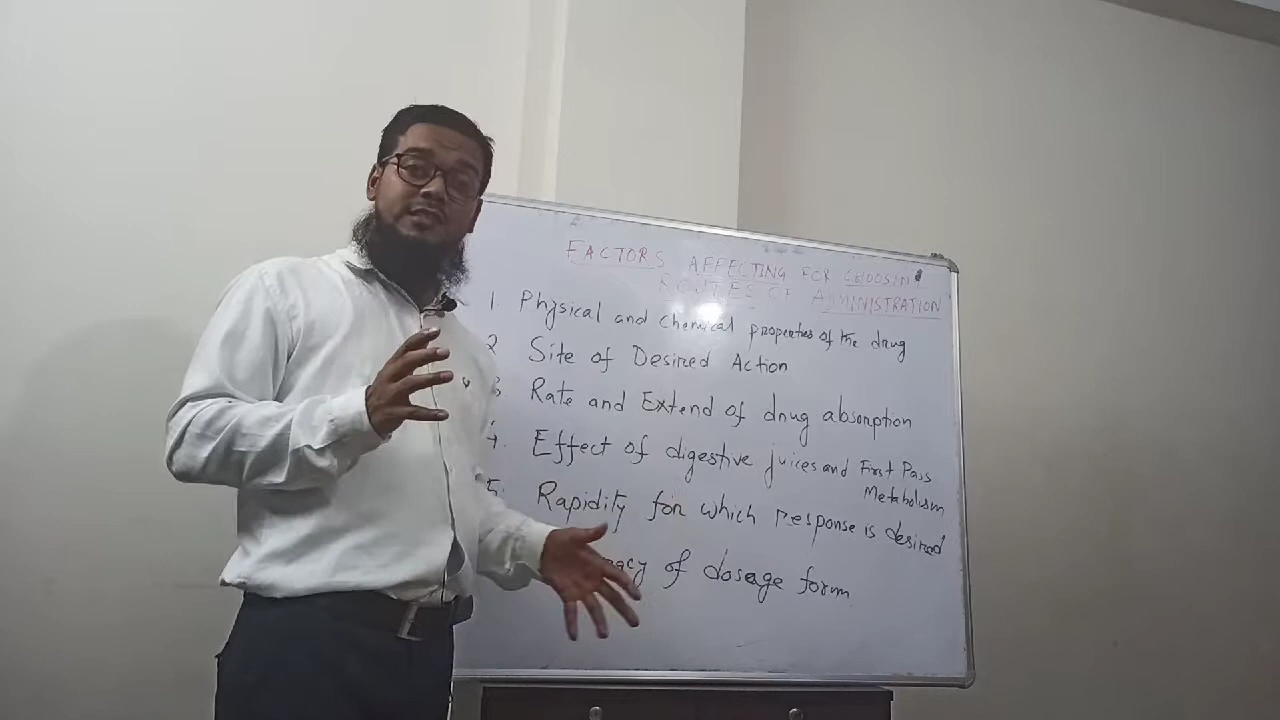 FACTORS AFFECTING FOR CHOOSIN
ROUTES OF ADMINISTRATION
1. Physical and chemical properties of the drug
2 Site of Desired Action
3 Rate and Extend of drug absorption
4. Effect of digestive juices and First Pass
Metabolism
5. Rapidity for which response is desired
of dosage form